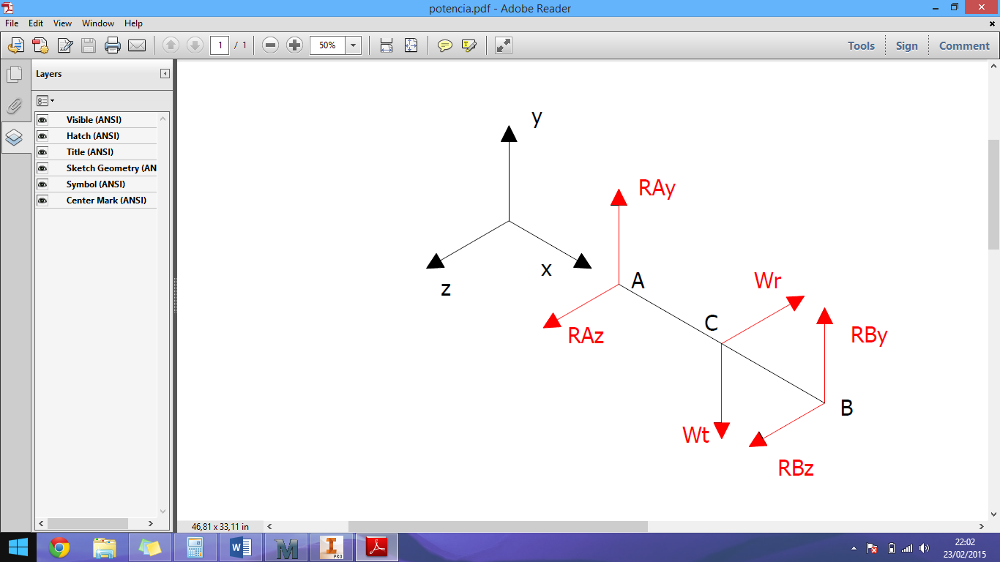 potencia.pdf - Adobe Reader
File Edit View Window Help
1 / 1 50% Tools Sign Comment
Layers
Visible (ANSI)
Hatch (ANSI)
Title (ANSI)
Sketch Geometry (AN
Symbol (ANSI)
Center Mark (ANSI)
y
RAy
x
z
A
Wr
C
RAz
RBy
B
Wt
RBz
46,81 x 33,11 in
PRO
22:02
23/02/2015